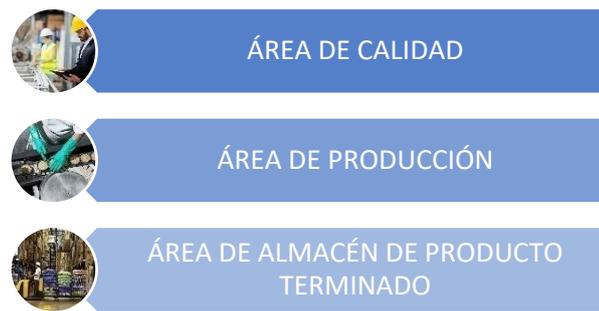 ÁREA DE CALIDAD
ÁREA DE PRODUCCIÓN
ÁREA DE ALMACÉN DE PRODUCTO
TERMINADO